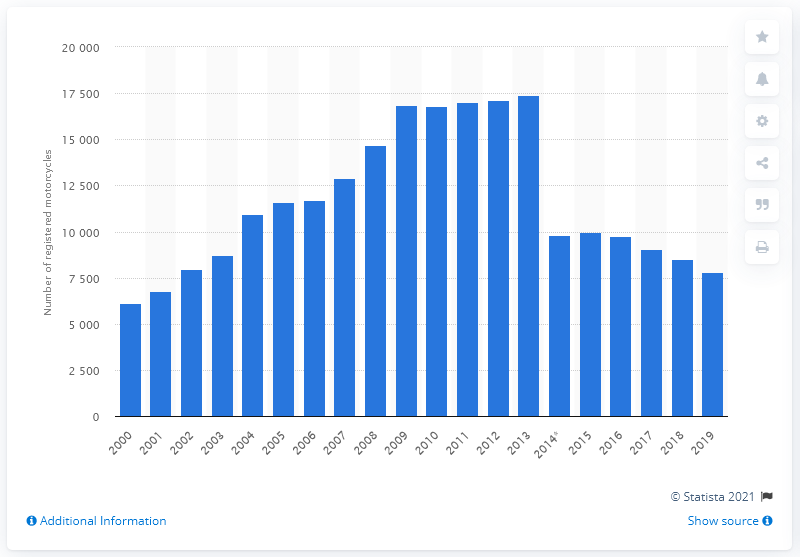 20 000
17 500
15 000
12 500
10 000
7 500
5 000
2 500
0
Number of registered motorcycles
2000 2001 2002 2003 2004 2005 2006 2007 2008 2009 2010 2011 2012 2013 2014* 2015 2016 2017 2018 2019
© Statista 2021
Additional Information
Show source